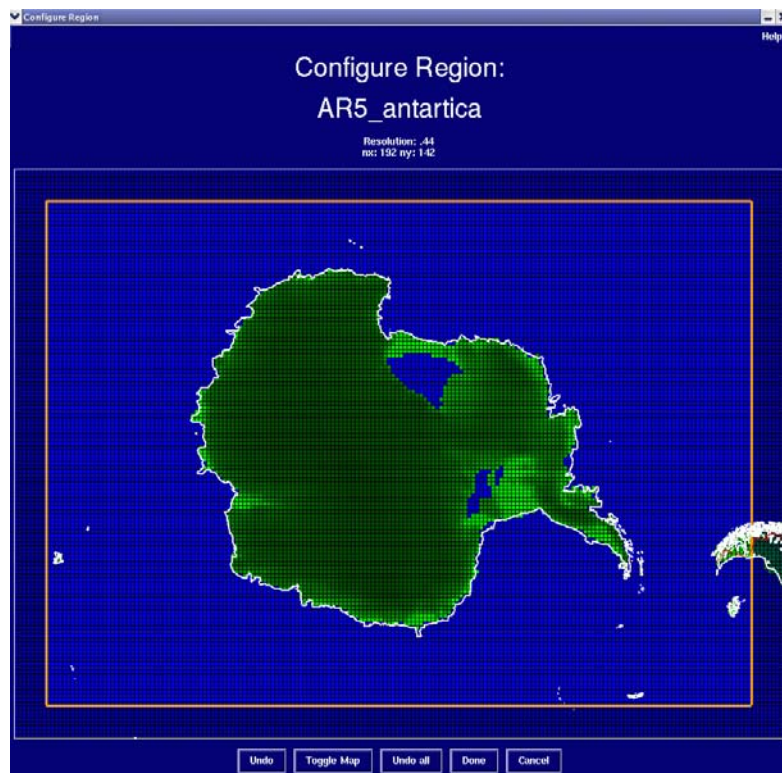 Configure Region
Help
Configure Region:
AR5_antartica
Resolution: .44
nx: 192 ny: 142
Undo
Toggle Map
Undo all
Done
Cancel